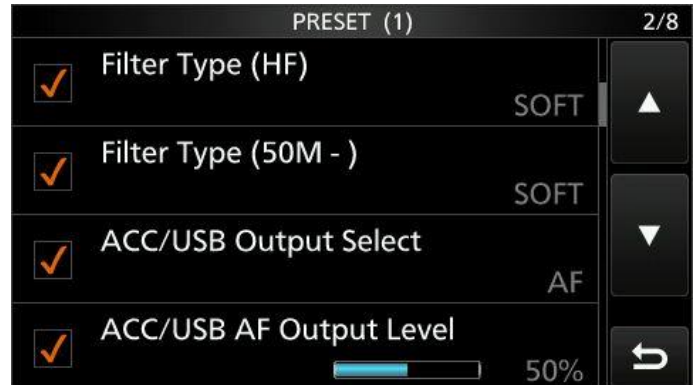 PRESET (1) 2/8
Filter Type (HF)
SOFT
Filter Type (50M - )
SOFT
ACC/USB Output Select
AF
ACC/USB AF Output Level
50%